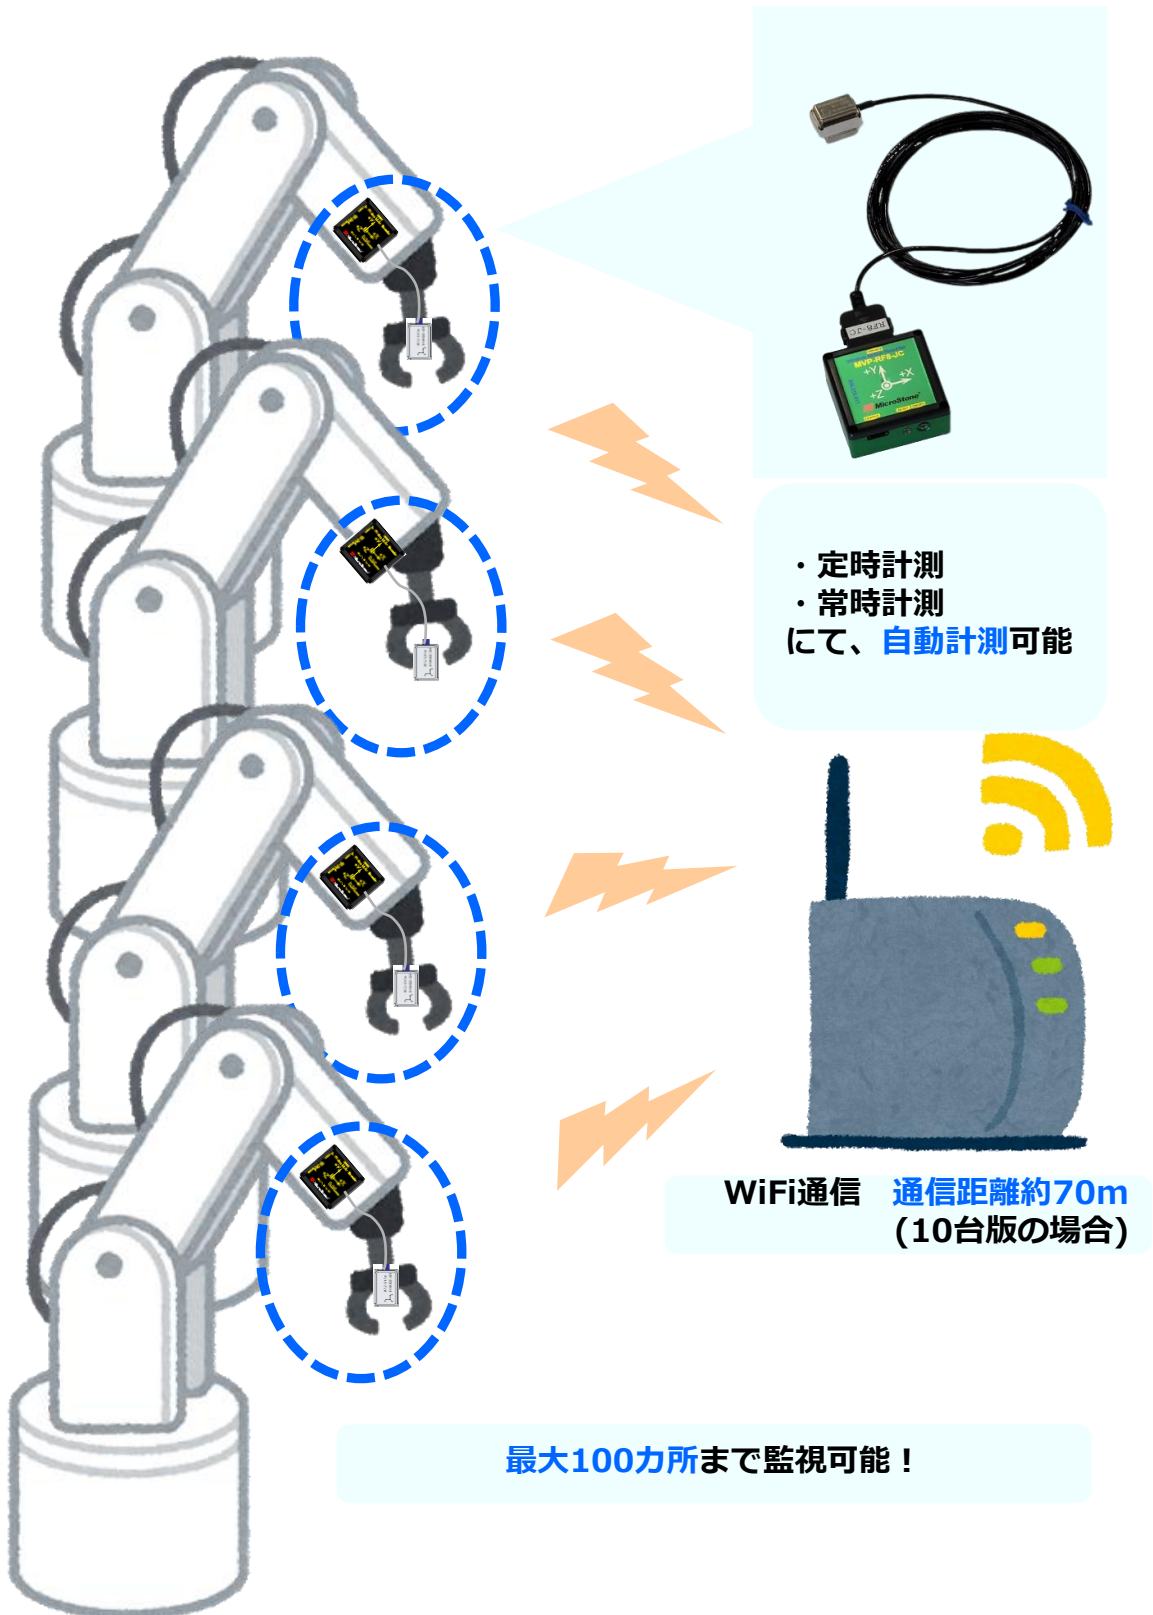 RF8-JC
MVP-RF8-JC
+Y
+X
+Z
MicroStone
・定時計測
・常時計測
にて、自動計測可能
WiFi通信　通信距離約70m
(10台版の場合)
最大100カ所まで監視可能！